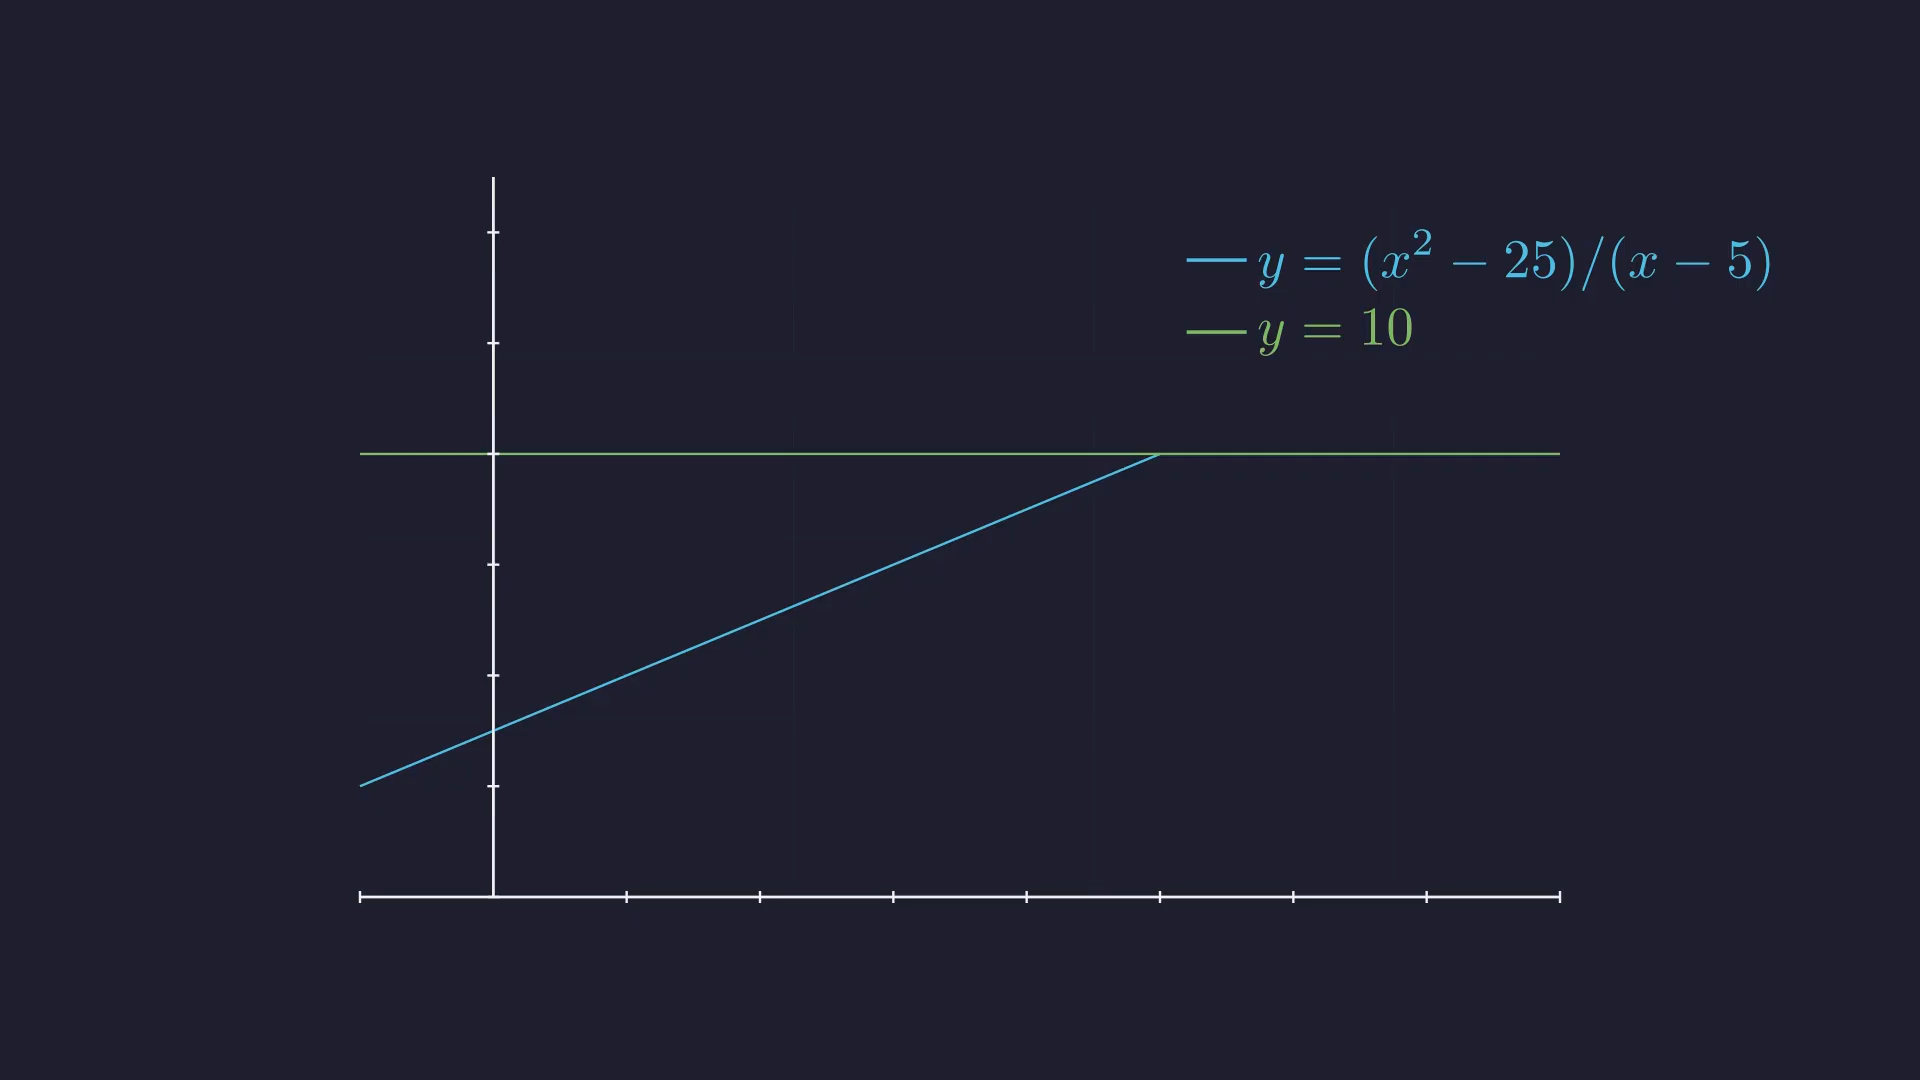 y = (x² − 25)/(x − 5)
y = 10